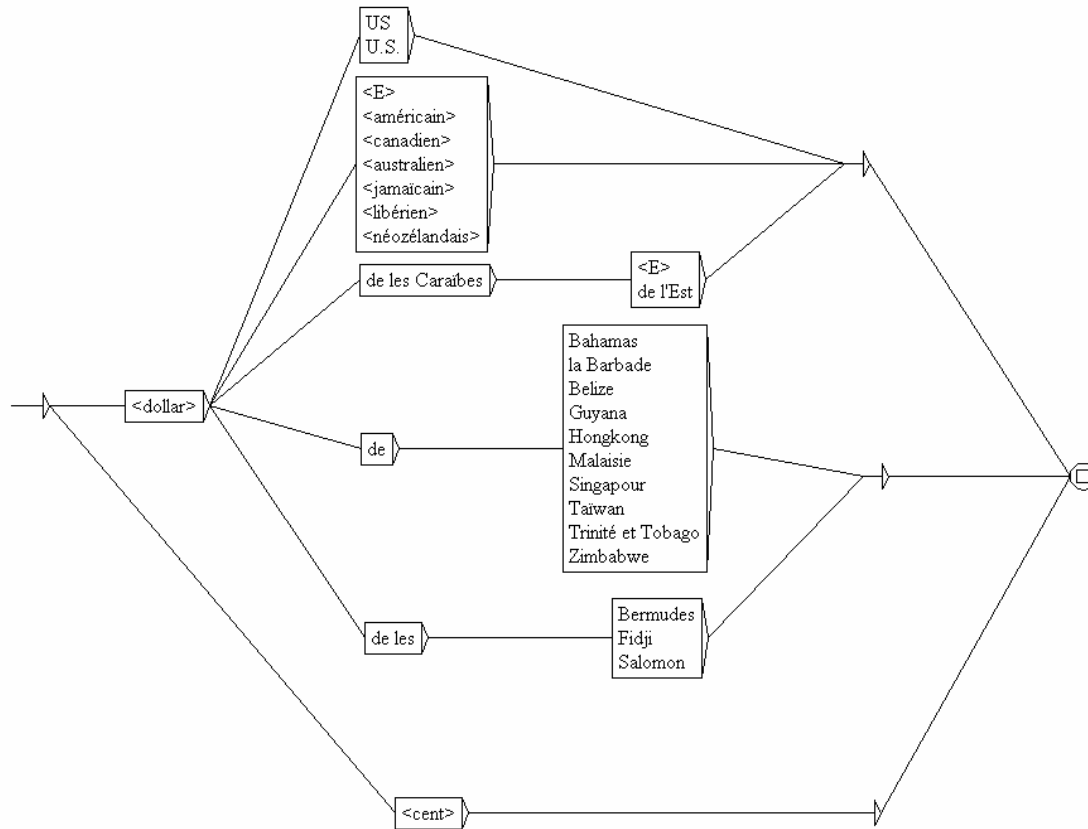 US
U.S.
<E>
<américain>
<canadien>
<australien>
<jamaïcain>
<libérien>
<néozélandais>
de les Caraïbes
<E>
de l'Est
<dollar>
de
Bahamas
la Barbade
Belize
Guyana
Hongkong
Malaisie
Singapour
Taïwan
Trinité et Tobago
Zimbabwe
de les
Bermudes
Fidji
Salomon
<cent>